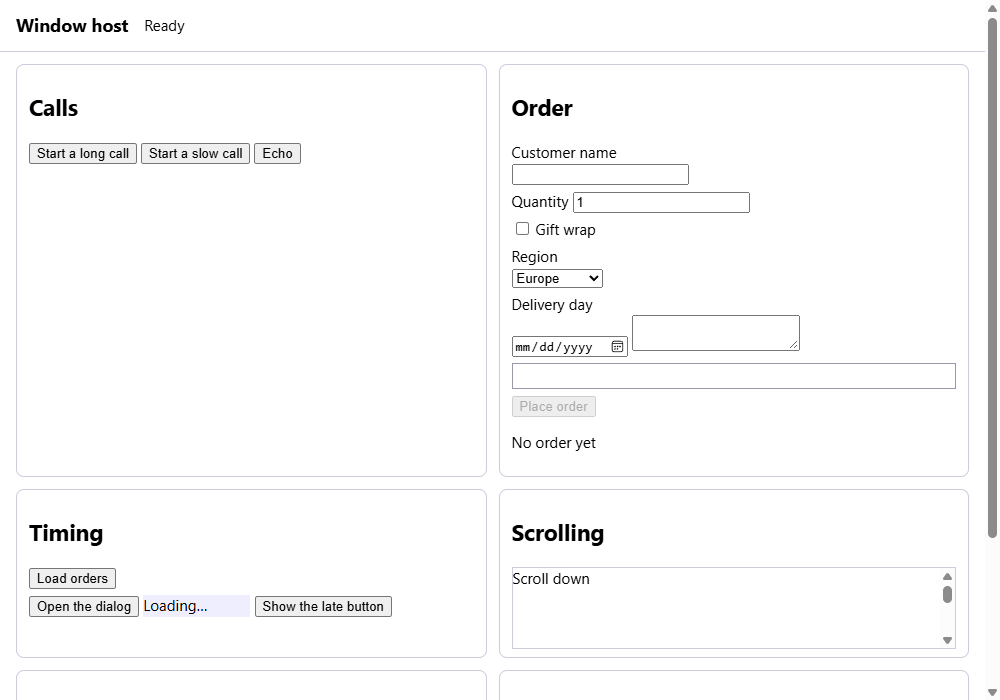 Window host Ready
Calls
Start a long call Start a slow call Echo
Order
Customer name
Quantity 1
Gift wrap
Region
Europe
Delivery day
mm/dd/yyyy
Place order
No order yet
Timing
Load orders
Open the dialog Loading... Show the late button
Scrolling
Scroll down